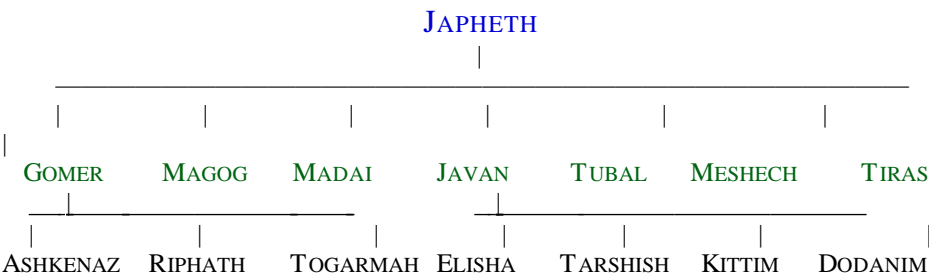 JAPHETH
GOMER MAGOG MADAI JAVAN TUBAL MESHECH TIRAS
ASHKENAZ RIPHATH TOGARMAH ELISHA TARSHISH KITTIM DODANIM